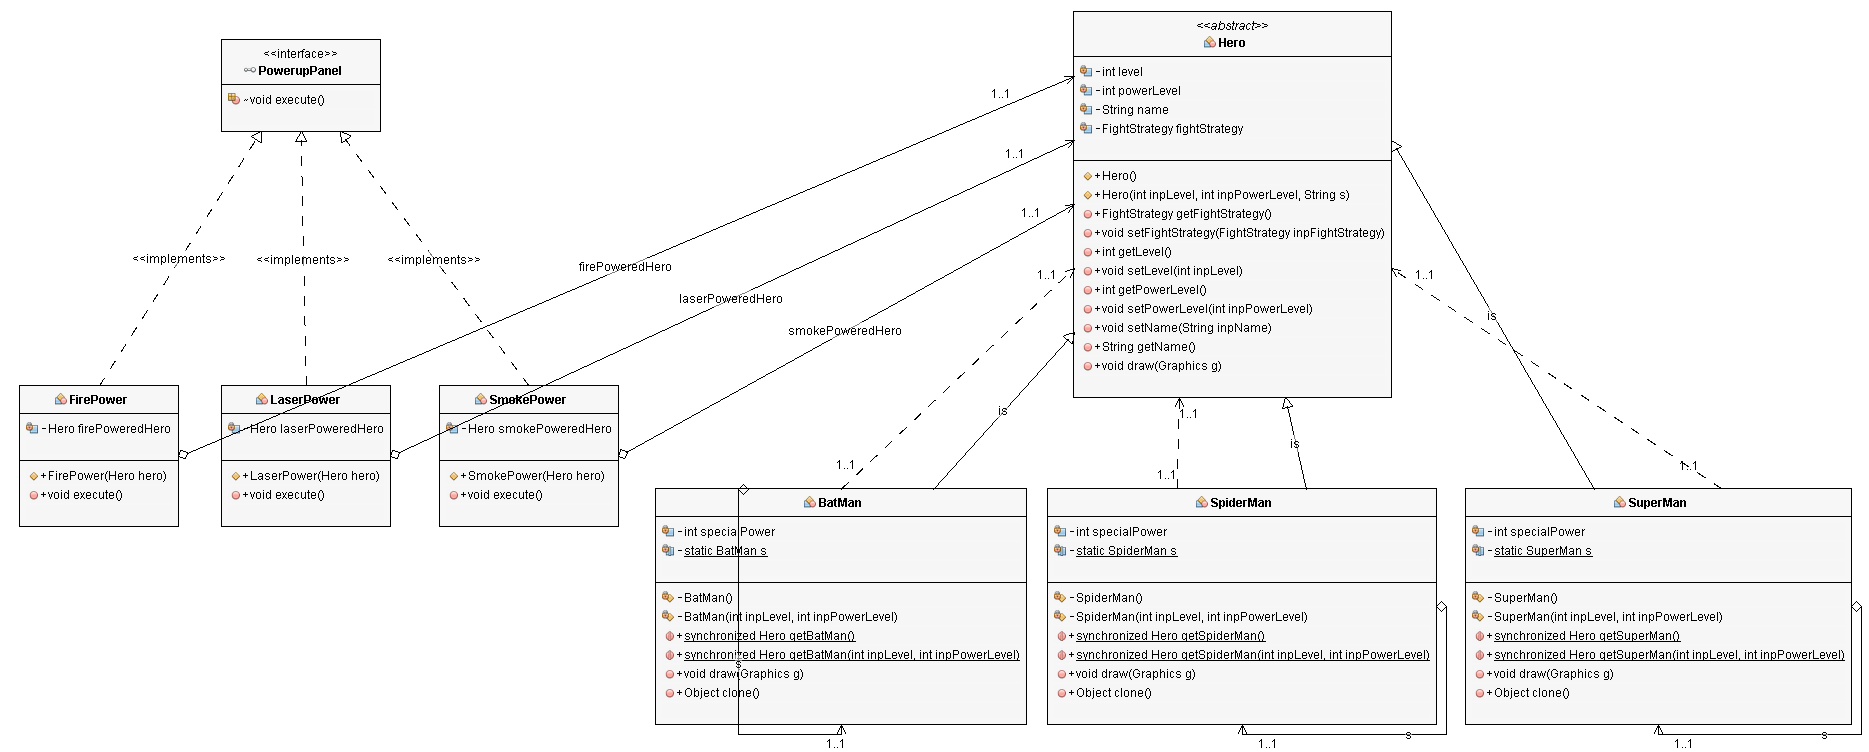 <<interface>>
PowerupPanel
~void execute()
<<implements>>
<<implements>>
<<implements>>
FirePower
-Hero firePoweredHero
+FirePower(Hero hero)
+void execute()
LaserPower
-Hero laserPoweredHero
+LaserPower(Hero hero)
+void execute()
SmokePower
-Hero smokePoweredHero
+SmokePower(Hero hero)
+void execute()
1..1
firePoweredHero
1..1
laserPoweredHero
1..1
smokePoweredHero
<<abstract>>
Hero
-int level
-int powerLevel
-String name
-FightStrategy fightStrategy
+Hero()
+Hero(int inpLevel, int inpPowerLevel, String s)
+FightStrategy getFightStrategy()
+void setFightStrategy(FightStrategy inpFightStrategy)
+int getLevel()
+void setLevel(int inpLevel)
+int getPowerLevel()
+void setPowerLevel(int inpPowerLevel)
+void setName(String inpName)
+String getName()
+void draw(Graphics g)
1..1
1..1
is
1..1
1..1
is
1..1
1..1
is
BatMan
-int specialPower
-static BatMan s
-BatMan()
-BatMan(int inpLevel, int inpPowerLevel)
+synchronized Hero getBatMan()
+synchronized Hero getBatMan(int inpLevel, int inpPowerLevel)
+void draw(Graphics g)
+Object clone()
s
1..1
SpiderMan
-int specialPower
-static SpiderMan s
-SpiderMan()
-SpiderMan(int inpLevel, int inpPowerLevel)
+synchronized Hero getSpiderMan()
+synchronized Hero getSpiderMan(int inpLevel, int inpPowerLevel)
+void draw(Graphics g)
+Object clone()
1..1
s
SuperMan
-int specialPower
-static SuperMan s
-SuperMan()
-SuperMan(int inpLevel, int inpPowerLevel)
+synchronized Hero getSuperMan()
+synchronized Hero getSuperMan(int inpLevel, int inpPowerLevel)
+void draw(Graphics g)
+Object clone()
1..1
s